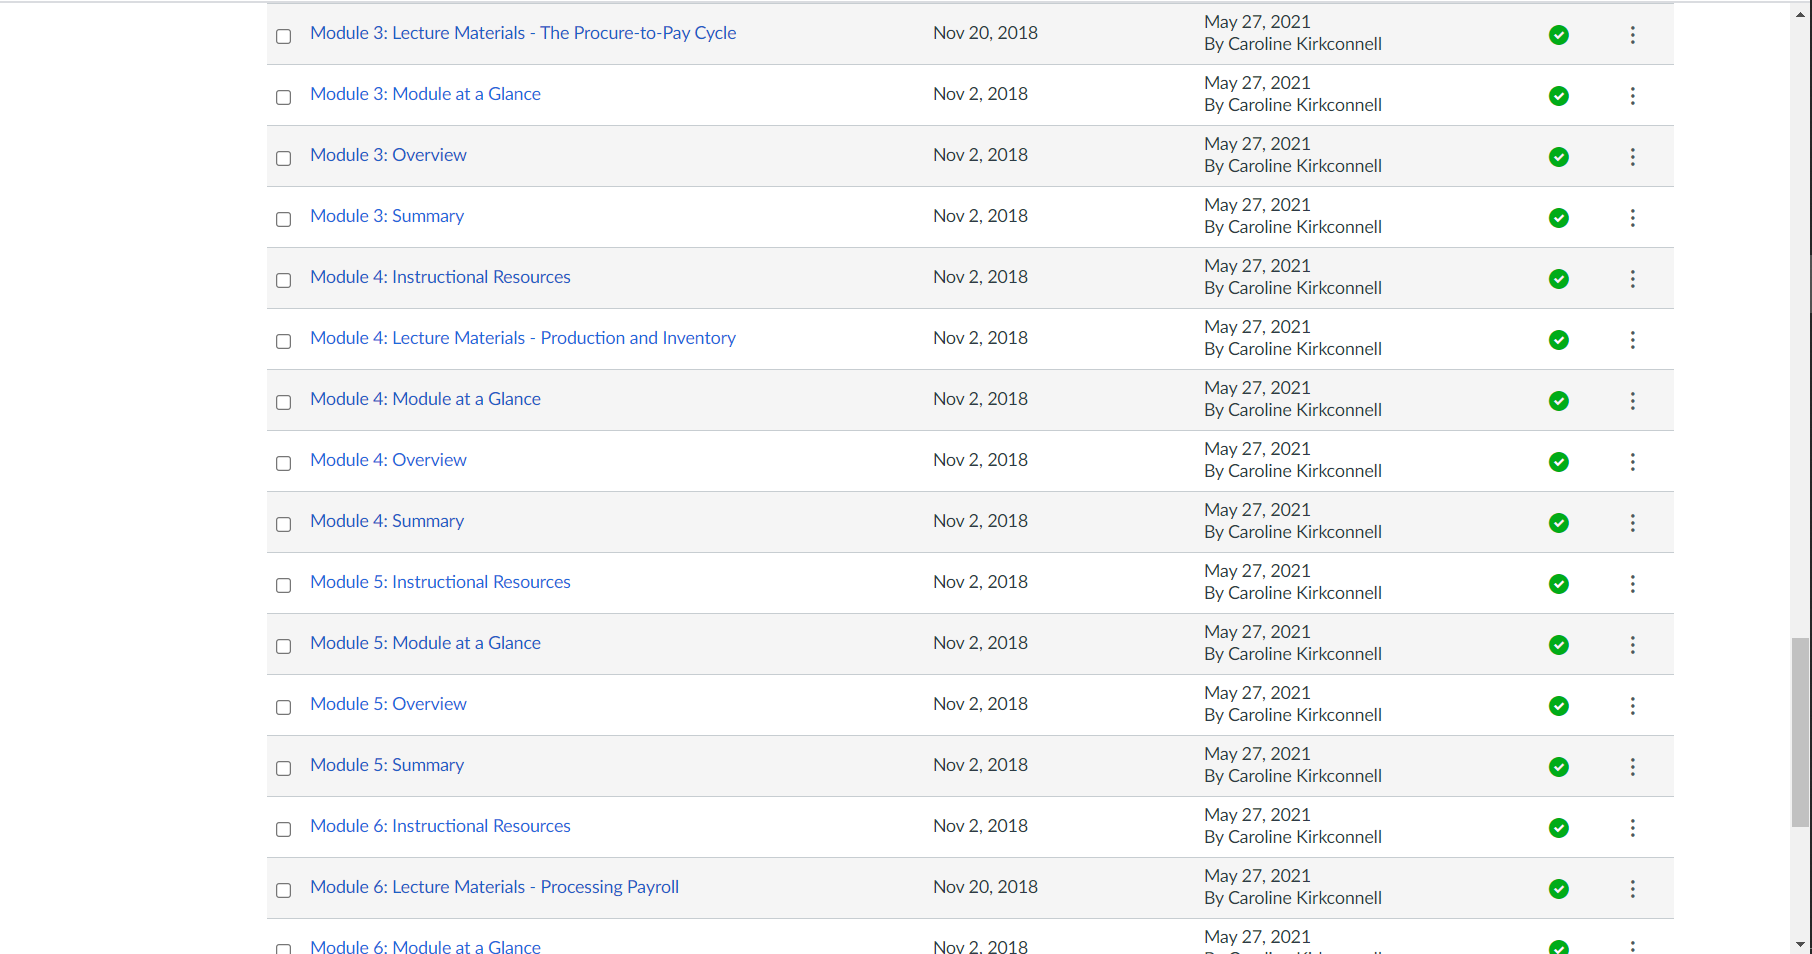 Module 3: Lecture Materials - The Procure-to-Pay Cycle Nov 20, 2018 May 27, 2021
By Caroline Kirkconnell
Module 3: Module at a Glance Nov 2, 2018 May 27, 2021
By Caroline Kirkconnell
Module 3: Overview Nov 2, 2018 May 27, 2021
By Caroline Kirkconnell
Module 3: Summary Nov 2, 2018 May 27, 2021
By Caroline Kirkconnell
Module 4: Instructional Resources Nov 2, 2018 May 27, 2021
By Caroline Kirkconnell
Module 4: Lecture Materials - Production and Inventory Nov 2, 2018 May 27, 2021
By Caroline Kirkconnell
Module 4: Module at a Glance Nov 2, 2018 May 27, 2021
By Caroline Kirkconnell
Module 4: Overview Nov 2, 2018 May 27, 2021
By Caroline Kirkconnell
Module 4: Summary Nov 2, 2018 May 27, 2021
By Caroline Kirkconnell
Module 5: Instructional Resources Nov 2, 2018 May 27, 2021
By Caroline Kirkconnell
Module 5: Module at a Glance Nov 2, 2018 May 27, 2021
By Caroline Kirkconnell
Module 5: Overview Nov 2, 2018 May 27, 2021
By Caroline Kirkconnell
Module 5: Summary Nov 2, 2018 May 27, 2021
By Caroline Kirkconnell
Module 6: Instructional Resources Nov 2, 2018 May 27, 2021
By Caroline Kirkconnell
Module 6: Lecture Materials - Processing Payroll Nov 20, 2018 May 27, 2021
By Caroline Kirkconnell
Module 6: Module at a Glance Nov 2, 2018 May 27, 2021